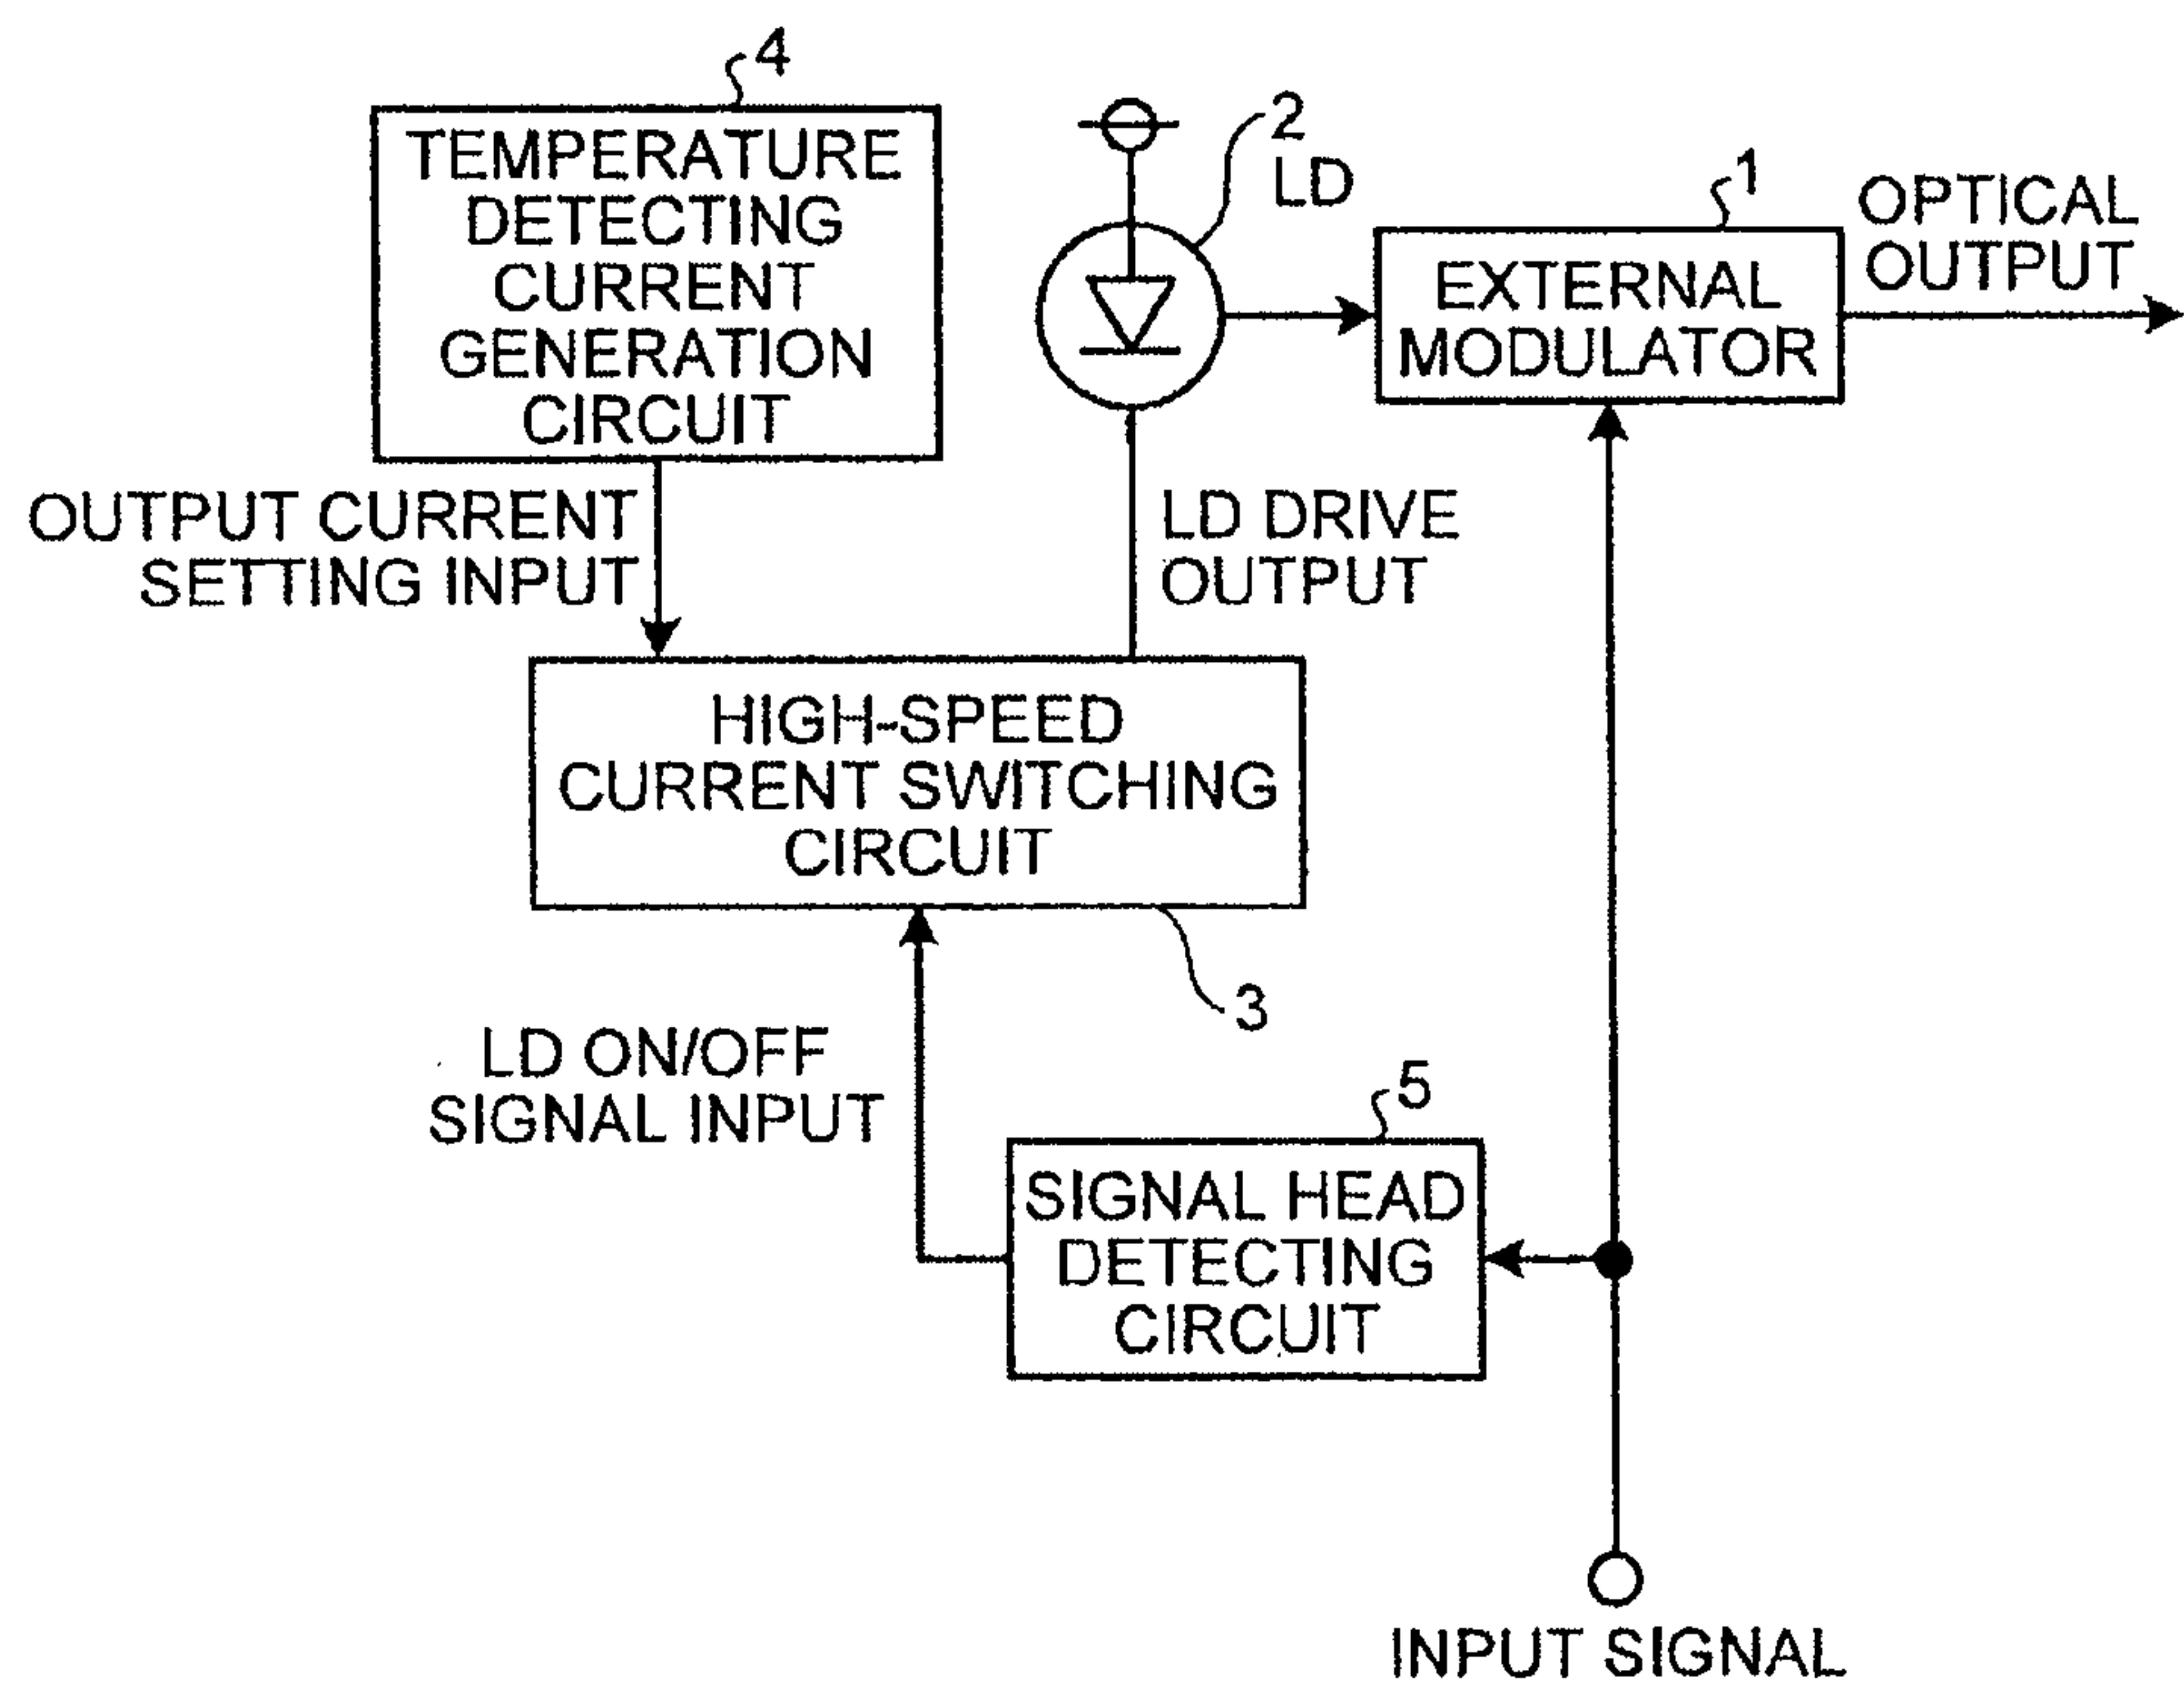 4
TEMPERATURE
DETECTING
CURRENT
GENERATION
CIRCUIT
2
LD
1
EXTERNAL
MODULATOR
OPTICAL
OUTPUT
OUTPUT CURRENT
SETTING INPUT
LD DRIVE
OUTPUT
HIGH-SPEED
CURRENT SWITCHING
CIRCUIT
3
LD ON/OFF
SIGNAL INPUT
5
SIGNAL HEAD
DETECTING
CIRCUIT
INPUT SIGNAL